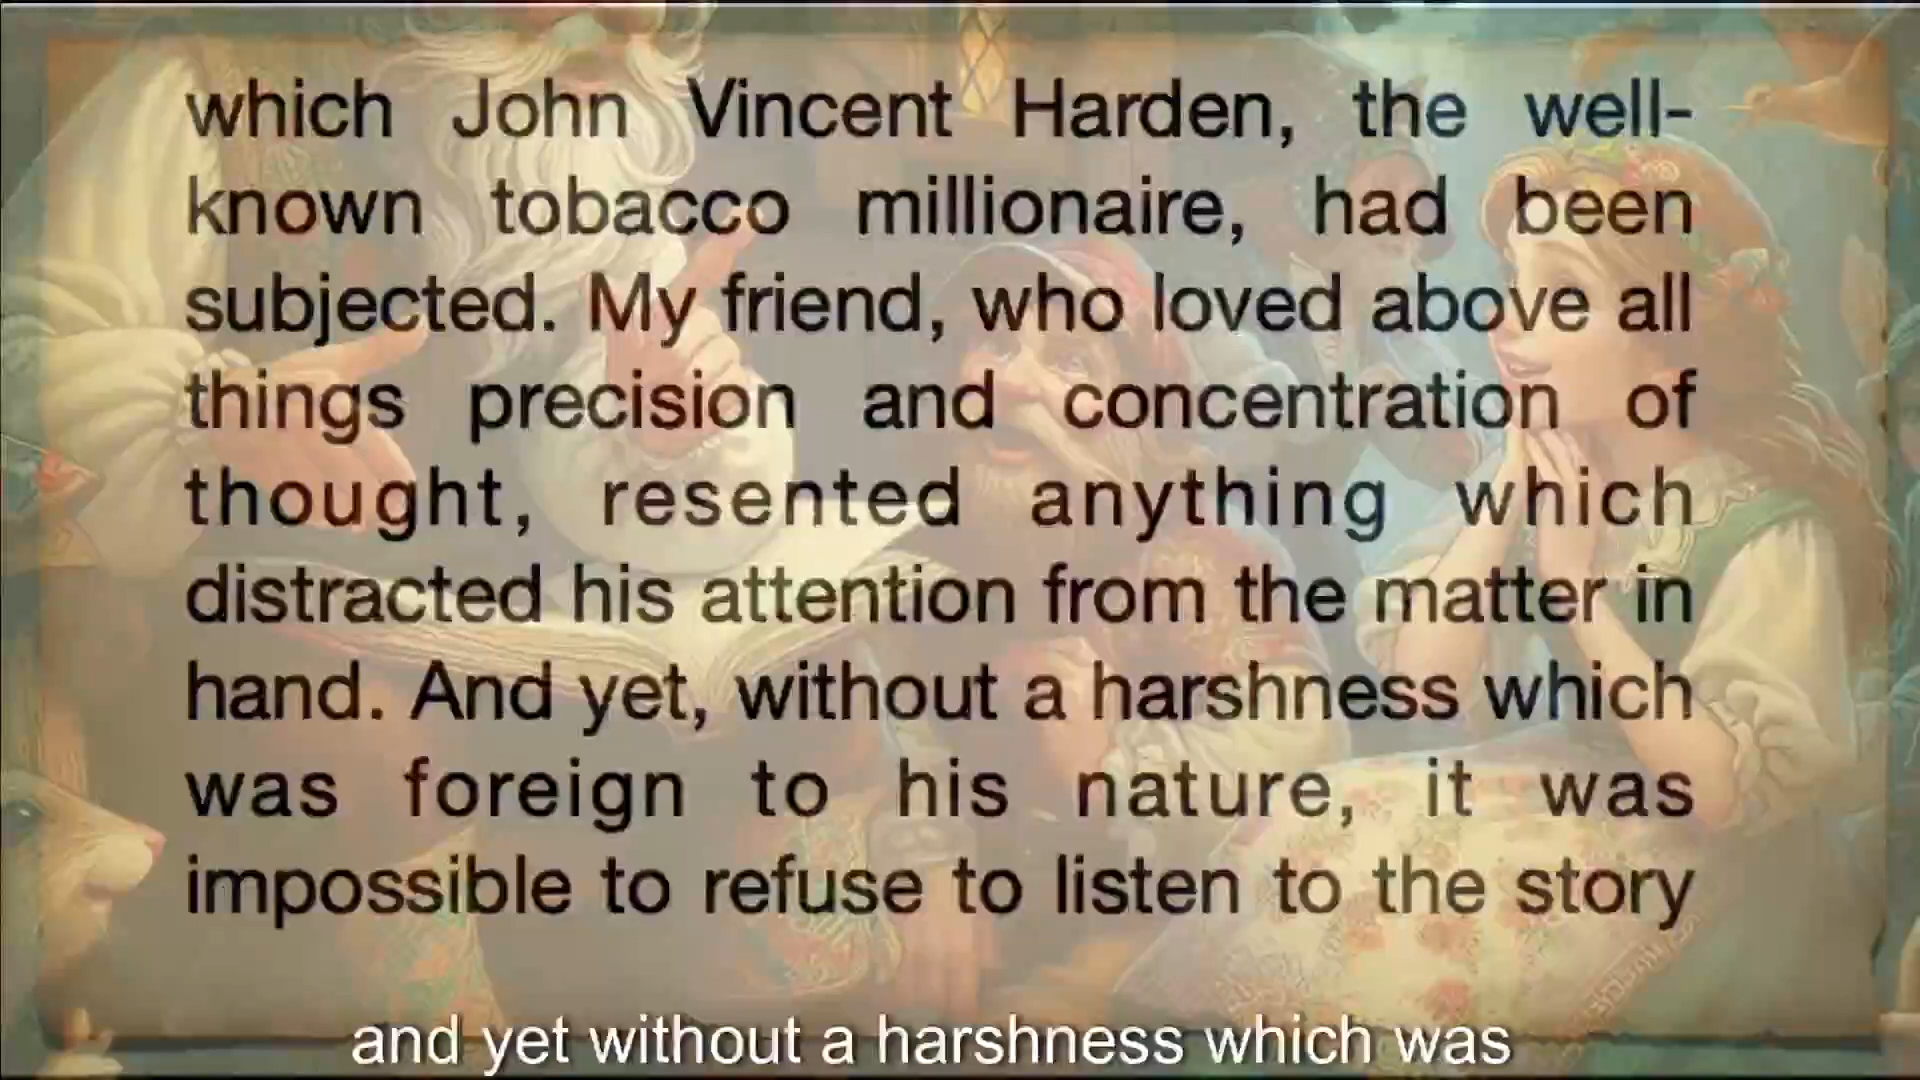 which John Vincent Harden, the well-
known tobacco millionaire, had been
subjected. My friend, who loved above all
things precision and concentration of
thought, resented anything which
distracted his attention from the matter in
hand. And yet, without a harshness which
was foreign to his nature, it was
impossible to refuse to listen to the story
and yet without a harshness which was